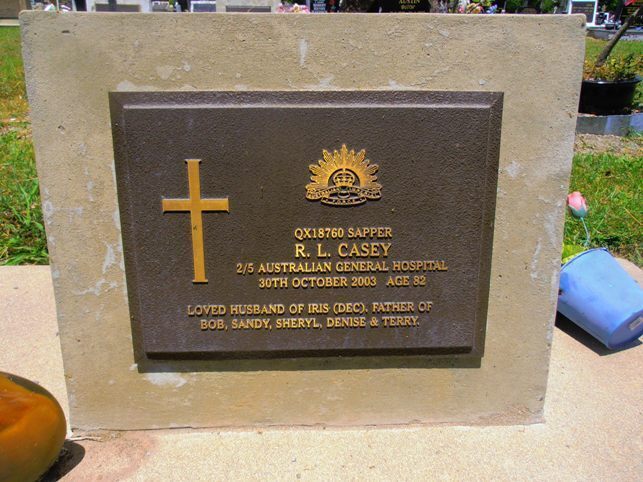 AUSTIN
QX18760 SAPPER
R. L. CASEY
2/5 AUSTRALIAN GENERAL HOSPITAL
30TH OCTOBER 2003 AGE 82
LOVED HUSBAND OF IRIS (DEC). FATHER OF
BOB, SANDY, SHERYL, DENISE & TERRY.